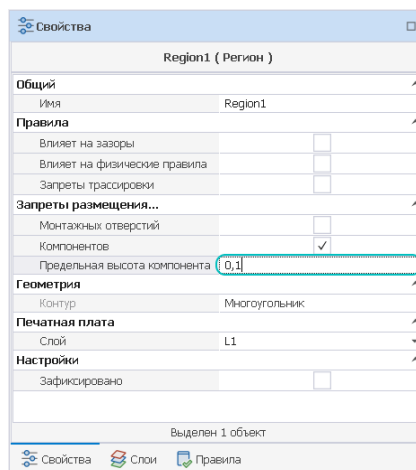 Свойства
Region1 ( Регион )
Общий
Имя Region1
Правила
Влияет на зазоры
Влияет на физические правила
Запреты трассировки
Запреты размещения...
Монтажных отверстий
Компонентов
Предельная высота компонента 0,1
Геометрия
Контур Многоугольник
Печатная плата
Слой L1
Настройки
Зафиксировано
Выделен 1 объект
Свойства Слои Правила